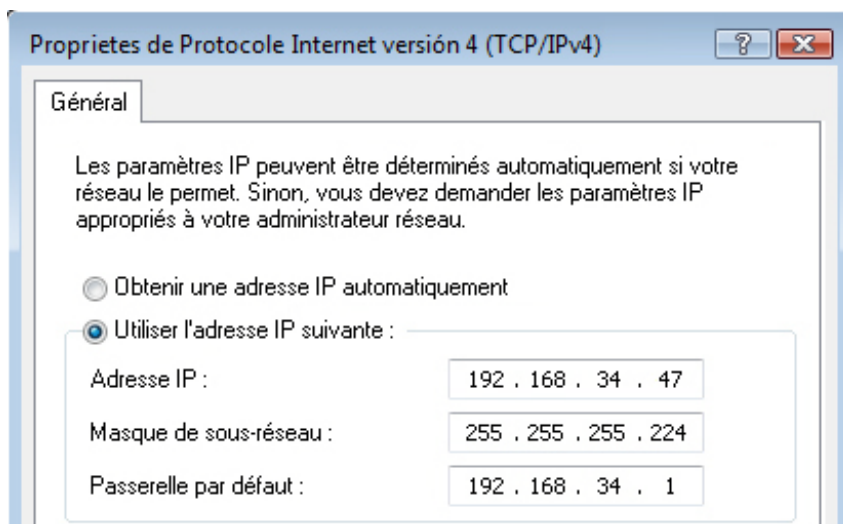 Proprietes de Protocole Internet versión 4 (TCP/IPv4)
?
Général
Les paramètres IP peuvent être déterminés automatiquement si votre
réseau le permet. Sinon, vous devez demander les paramètres IP
appropriés à votre administrateur réseau.
Obtenir une adresse IP automatiquement
Utiliser l'adresse IP suivante :
Adresse IP : 192 . 168 . 34 . 47
Masque de sous-réseau : 255 . 255 . 255 . 224
Passerelle par défaut : 192 . 168 . 34 . 1